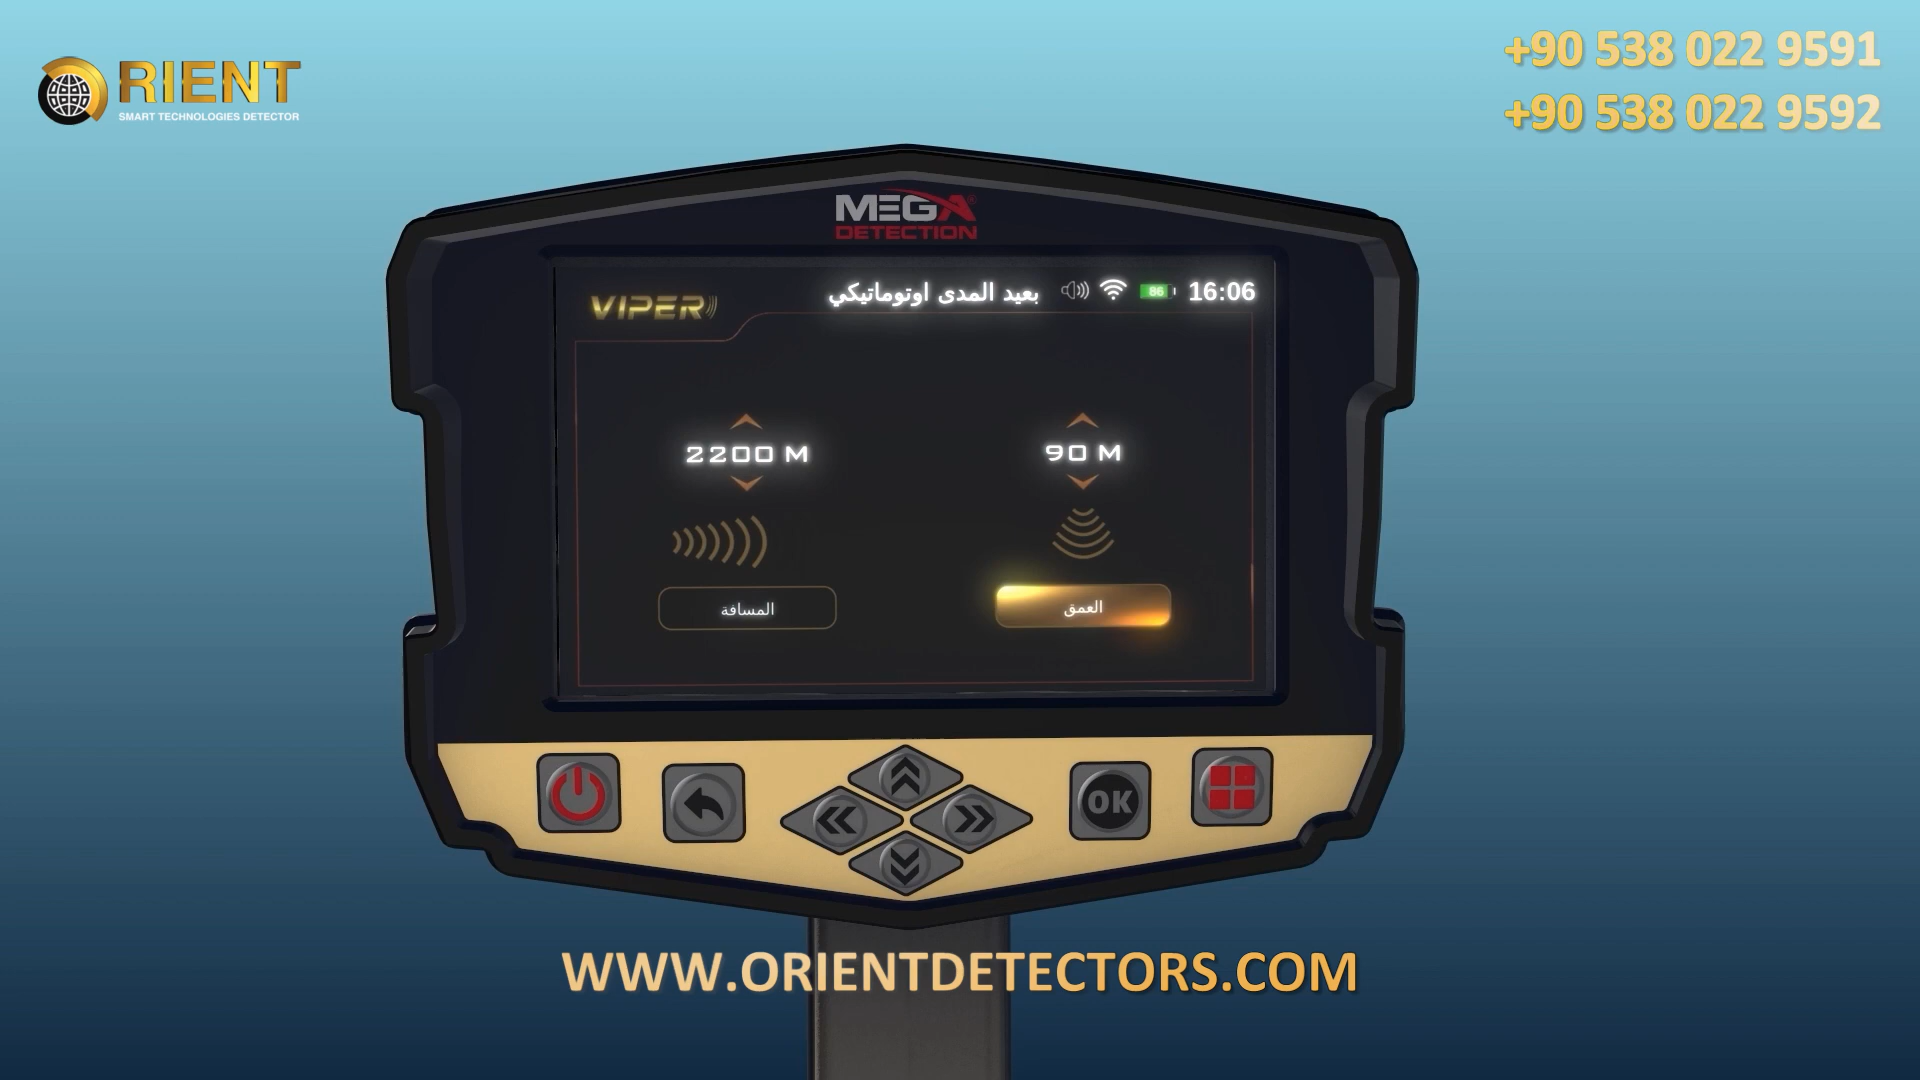 RIENT
SMART TECHNOLOGIES DETECTOR
+90 538 022 9591
+90 538 022 9592
MEGA®
DETECTION
VIPER
بعيد المدى اوتوماتيكي
86
16:06
2200 M
90 M
المسافة
العمق
OK
WWW.ORIENTDETECTORS.COM